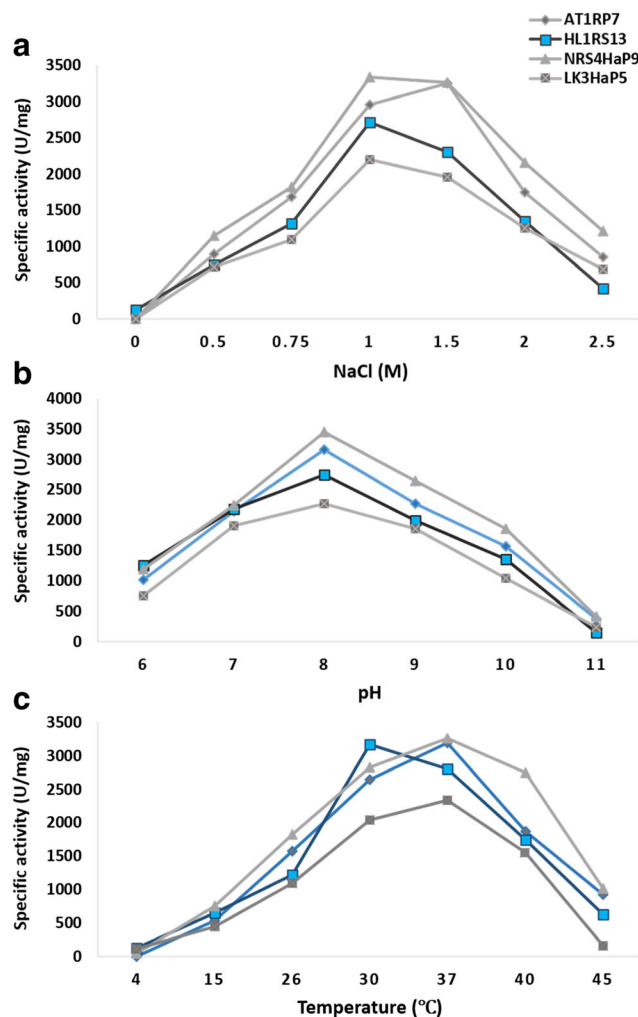 a
AT1RP7
HL1RS13
NRS4HaP9
LK3HaP5
Specific activity (U/mg)
3500
3000
2500
2000
1500
1000
500
0
0 0.5 0.75 1 1.5 2 2.5
NaCl (M)
b
Specific activity (U/mg)
4000
3500
3000
2500
2000
1500
1000
500
0
6 7 8 9 10 11
pH
c
Specific activity (U/mg)
3500
3000
2500
2000
1500
1000
500
0
4 15 26 30 37 40 45
Temperature (°C)